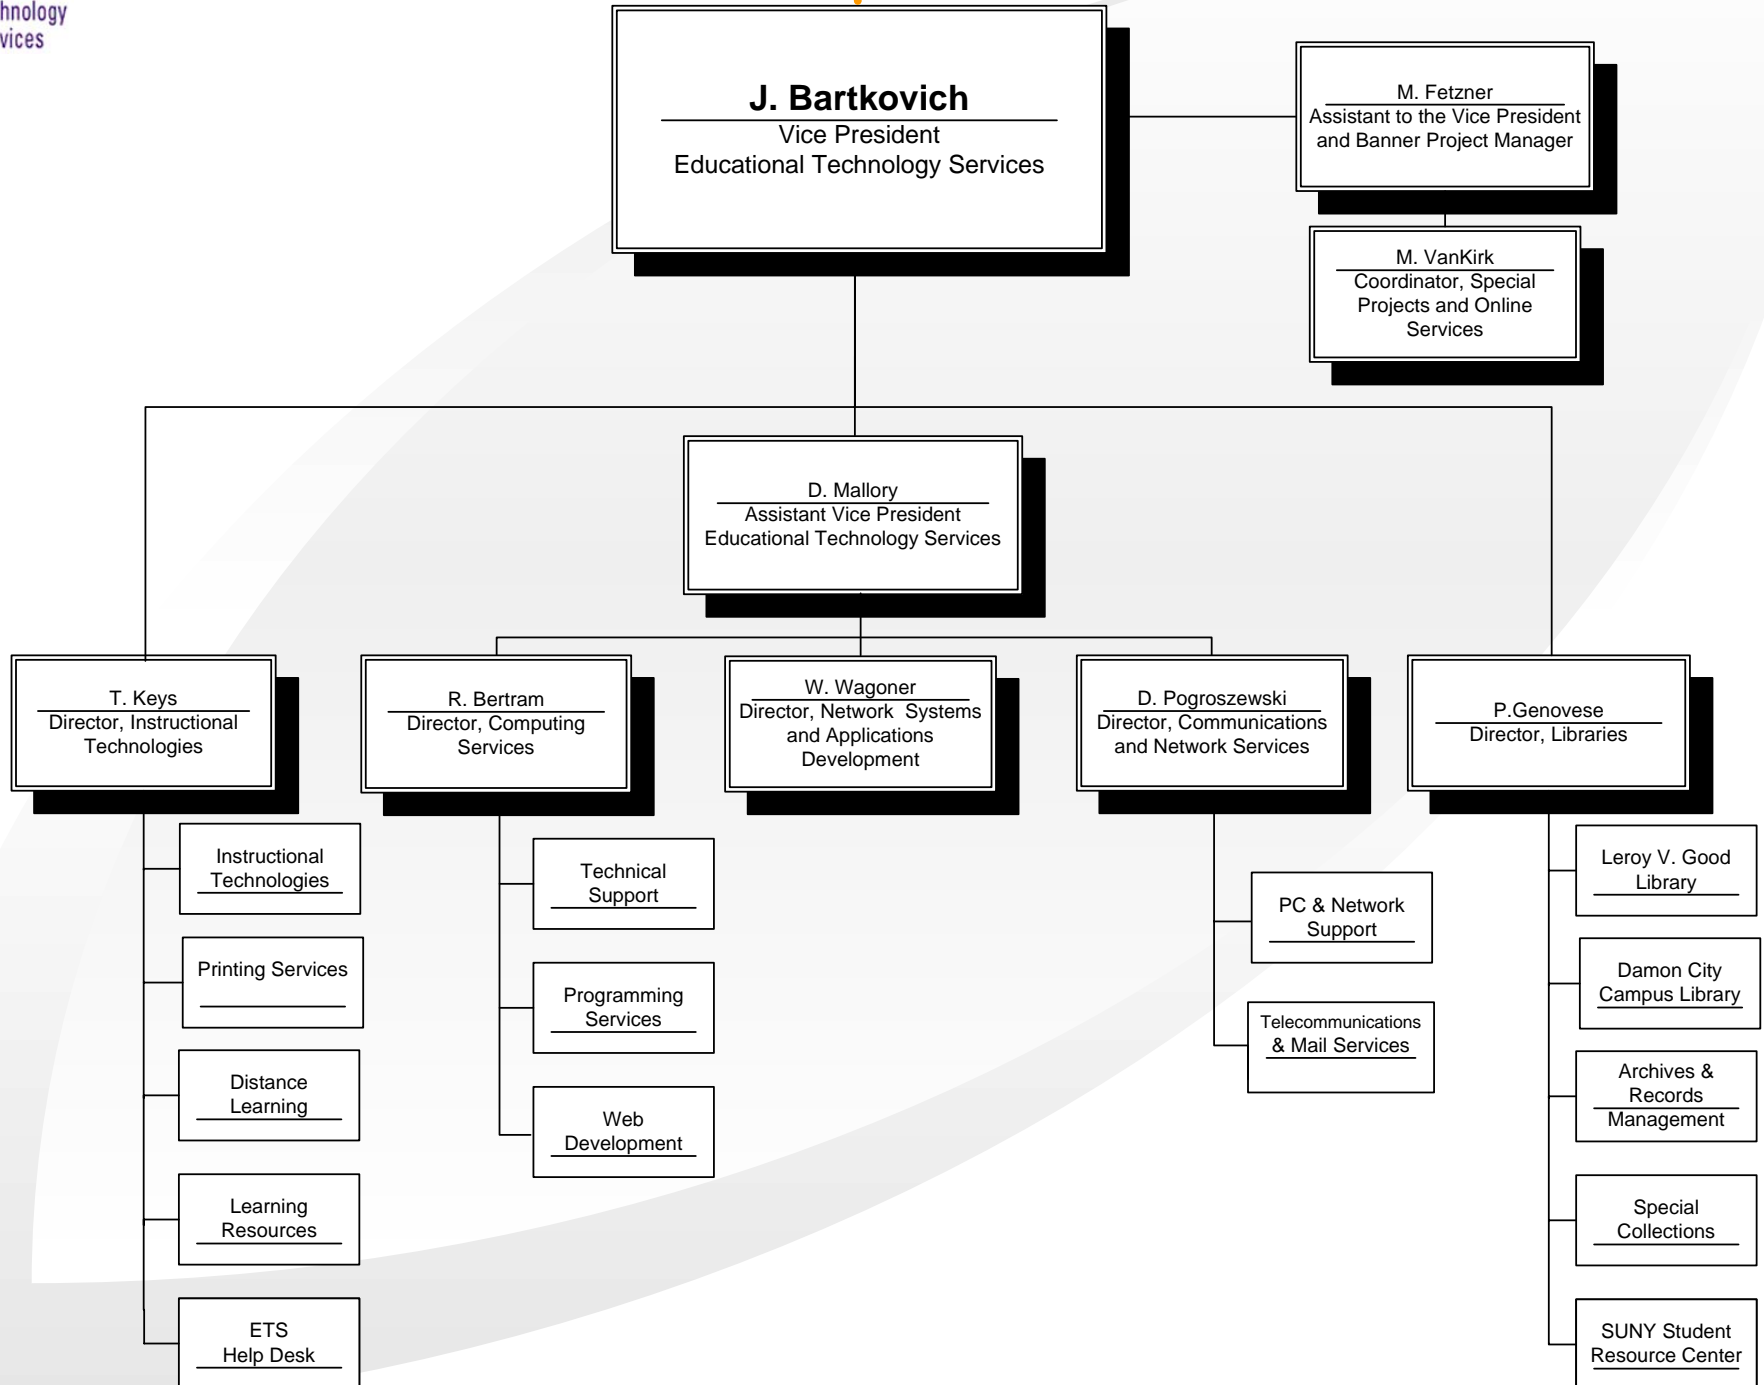 vices
J. Bartkovich
Vice President
Educational Technology Services
M. Fetzner
Assistant to the Vice President
and Banner Project Manager
M. VanKirk
Coordinator, Special
Projects and Online
Services
D. Mallory
Assistant Vice President
Educational Technology Services
T. Keys
Director, Instructional
Technologies
R. Bertram
Director, Computing
Services
W. Wagoner
Director, Network Systems
and Applications
Development
D. Pogroszewski
Director, Communications
and Network Services
P.Genovese
Director, Libraries
Instructional
Technologies
Printing Services
Distance
Learning
Learning
Resources
ETS
Help Desk
Technical
Support
Programming
Services
Web
Development
PC & Network
Support
Telecommunications
& Mail Services
Leroy V. Good
Library
Damon City
Campus Library
Archives &
Records
Management
Special
Collections
SUNY Student
Resource Center